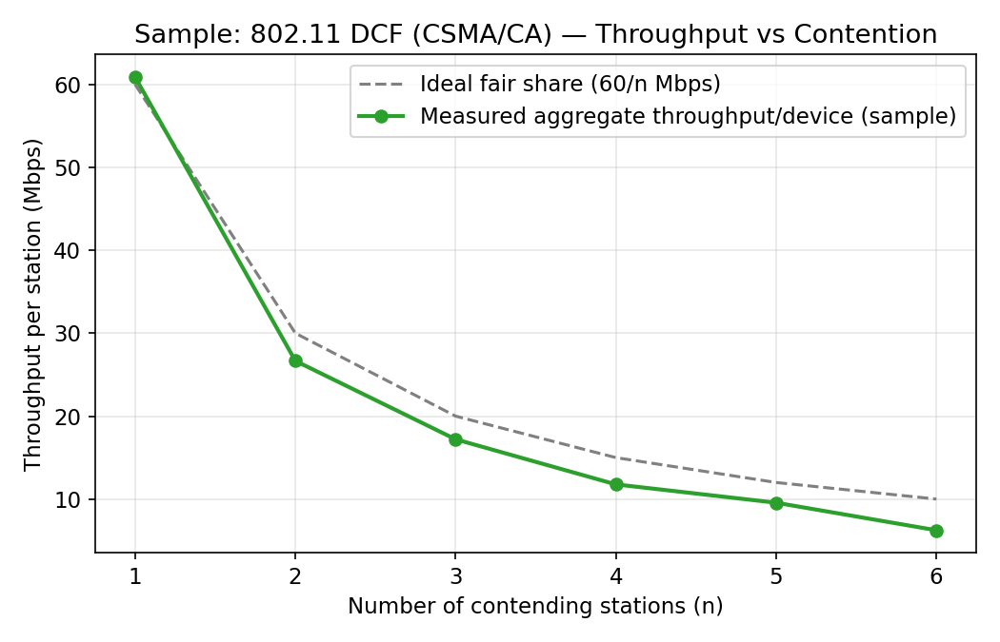 Sample: 802.11 DCF (CSMA/CA) — Throughput vs Contention
Ideal fair share (60/n Mbps)
Measured aggregate throughput/device (sample)
Throughput per station (Mbps)
60
50
40
30
20
10
1 2 3 4 5 6
Number of contending stations (n)